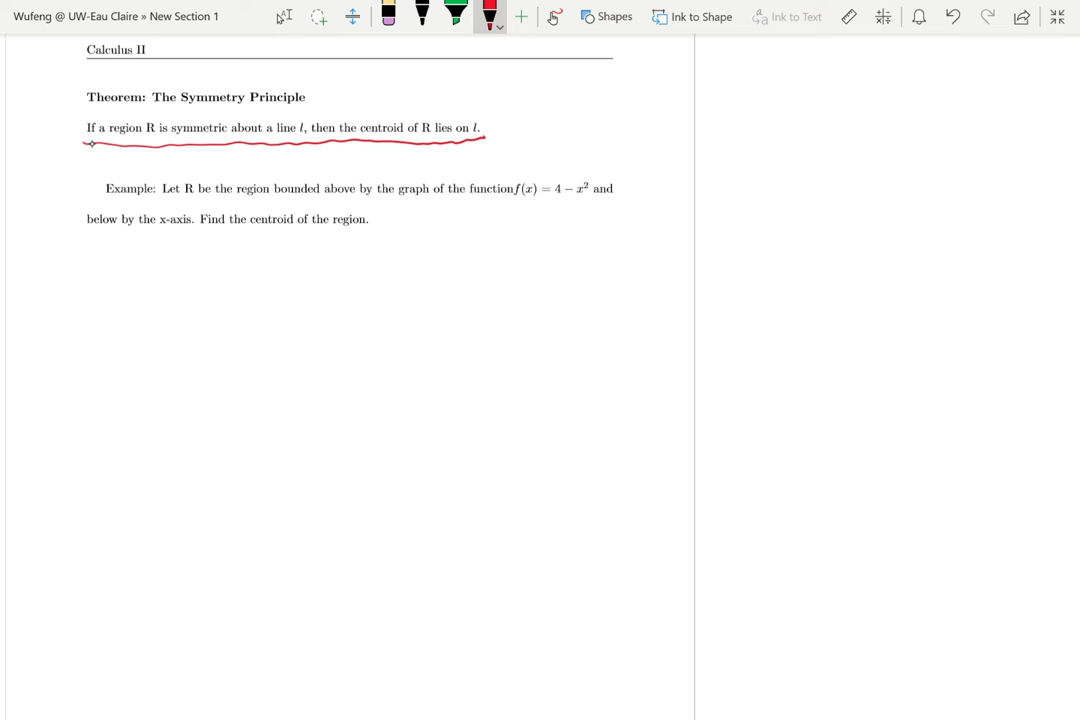 Wufeng @ UW-Eau Claire » New Section 1
Shapes
Ink to Shape
Ink to Text
Calculus II
Theorem: The Symmetry Principle
If a region R is symmetric about a line l, then the centroid of R lies on l.
Example: Let R be the region bounded above by the graph of the functionf(x) = 4 − x² and
below by the x-axis. Find the centroid of the region.